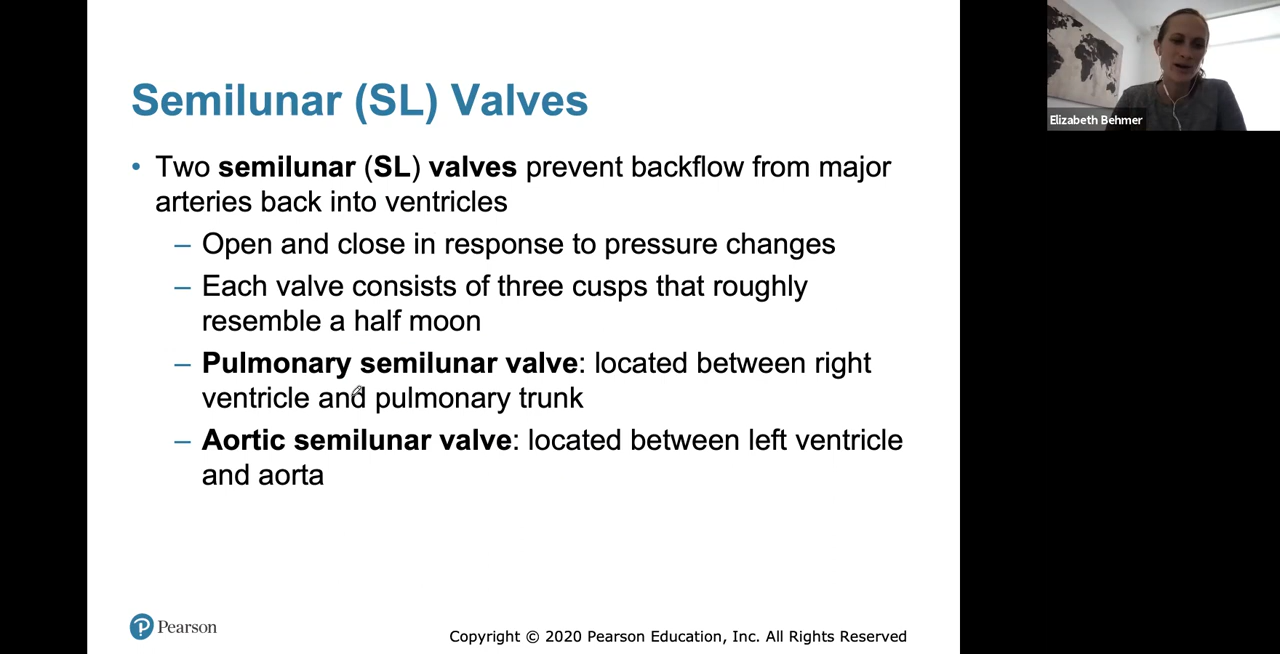 Semilunar (SL) Valves
• Two semilunar (SL) valves prevent backflow from major
arteries back into ventricles
– Open and close in response to pressure changes
– Each valve consists of three cusps that roughly
resemble a half moon
– Pulmonary semilunar valve: located between right
ventricle and pulmonary trunk
– Aortic semilunar valve: located between left ventricle
and aorta
P Pearson
Copyright © 2020 Pearson Education, Inc. All Rights Reserved
Elizabeth Behmer